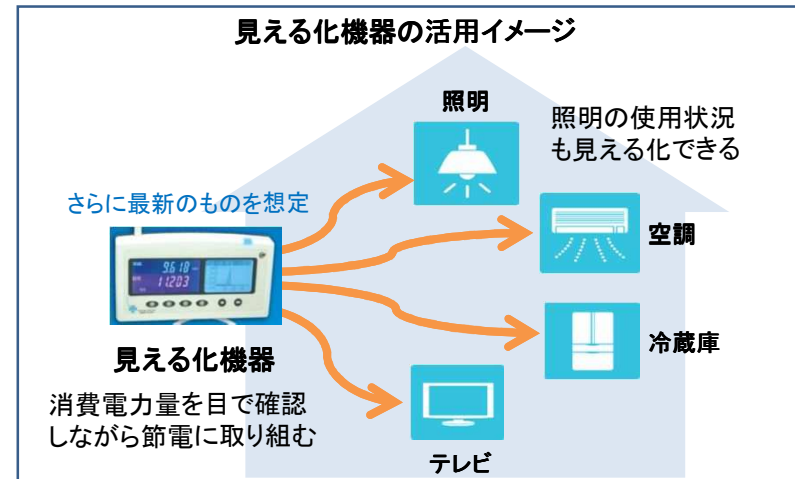 見える化機器の活用イメージ
照明
照明の使用状況
も見える化できる
さらに最新のものを想定
9.618
11.203
空調
見える化機器
冷蔵庫
消費電力量を目で確認
しながら節電に取り組む
テレビ